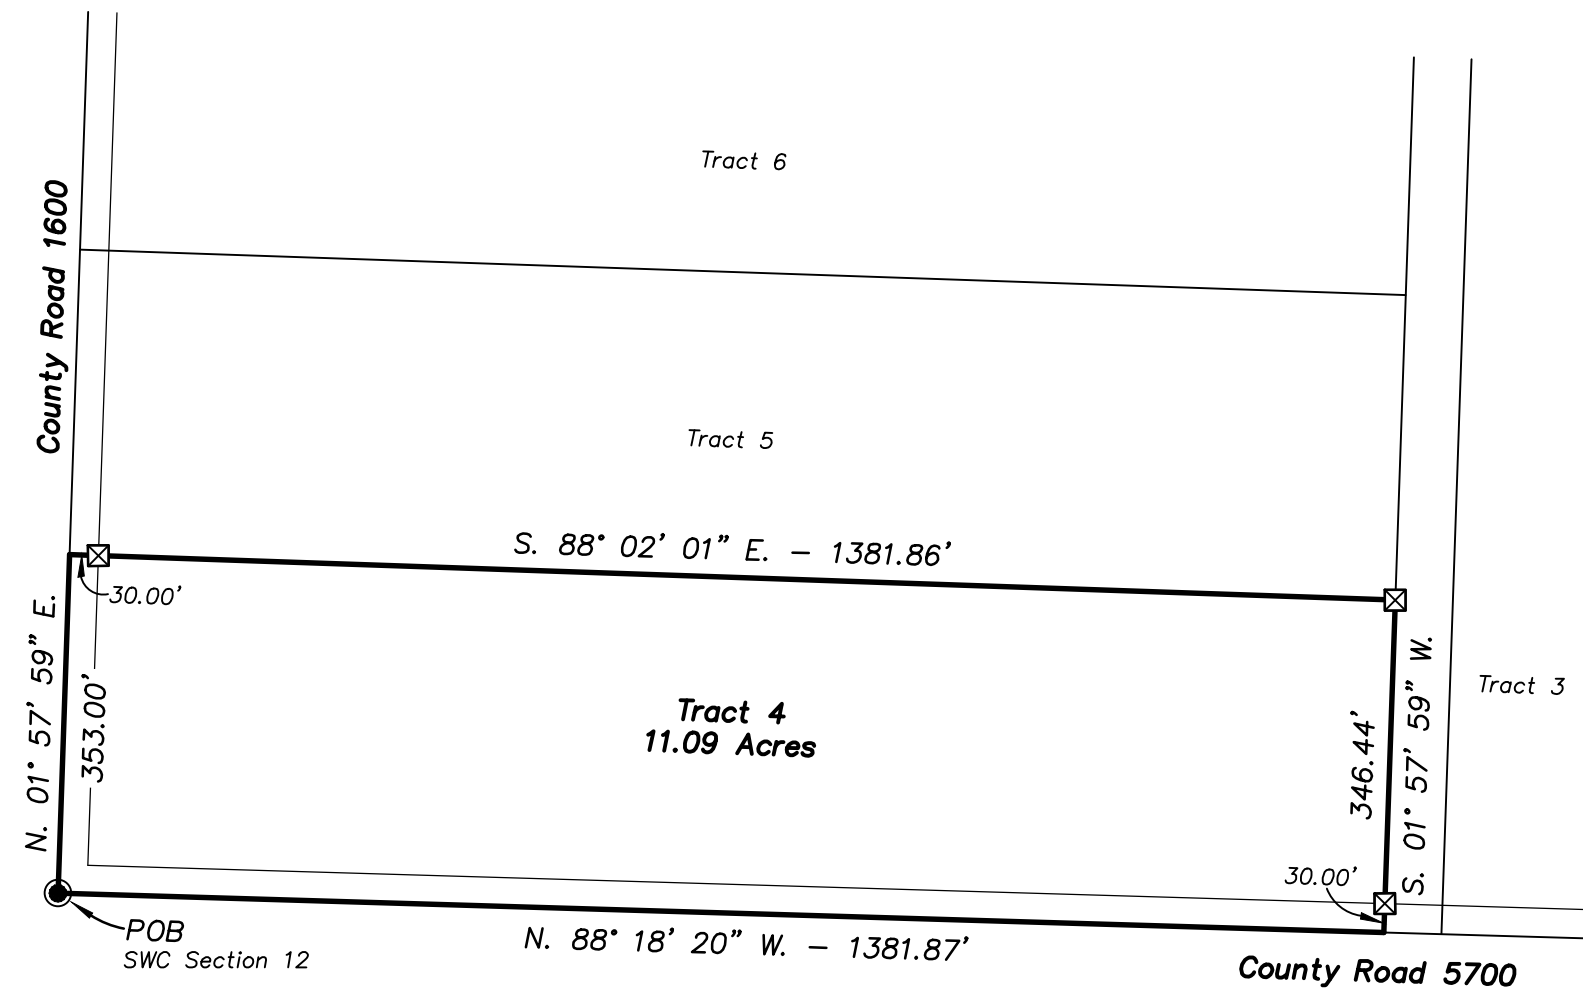 Tract 6
County Road 1600
Tract 5
S. 88° 02' 01" E. - 1381.86'
30.00'
N. 01° 57' 59" E.
353.00'
Tract 4
11.09 Acres
346.44'
S. 01° 57' 59" W.
Tract 3
30.00'
POB
SWC Section 12
N. 88° 18' 20" W. - 1381.87'
County Road 5700